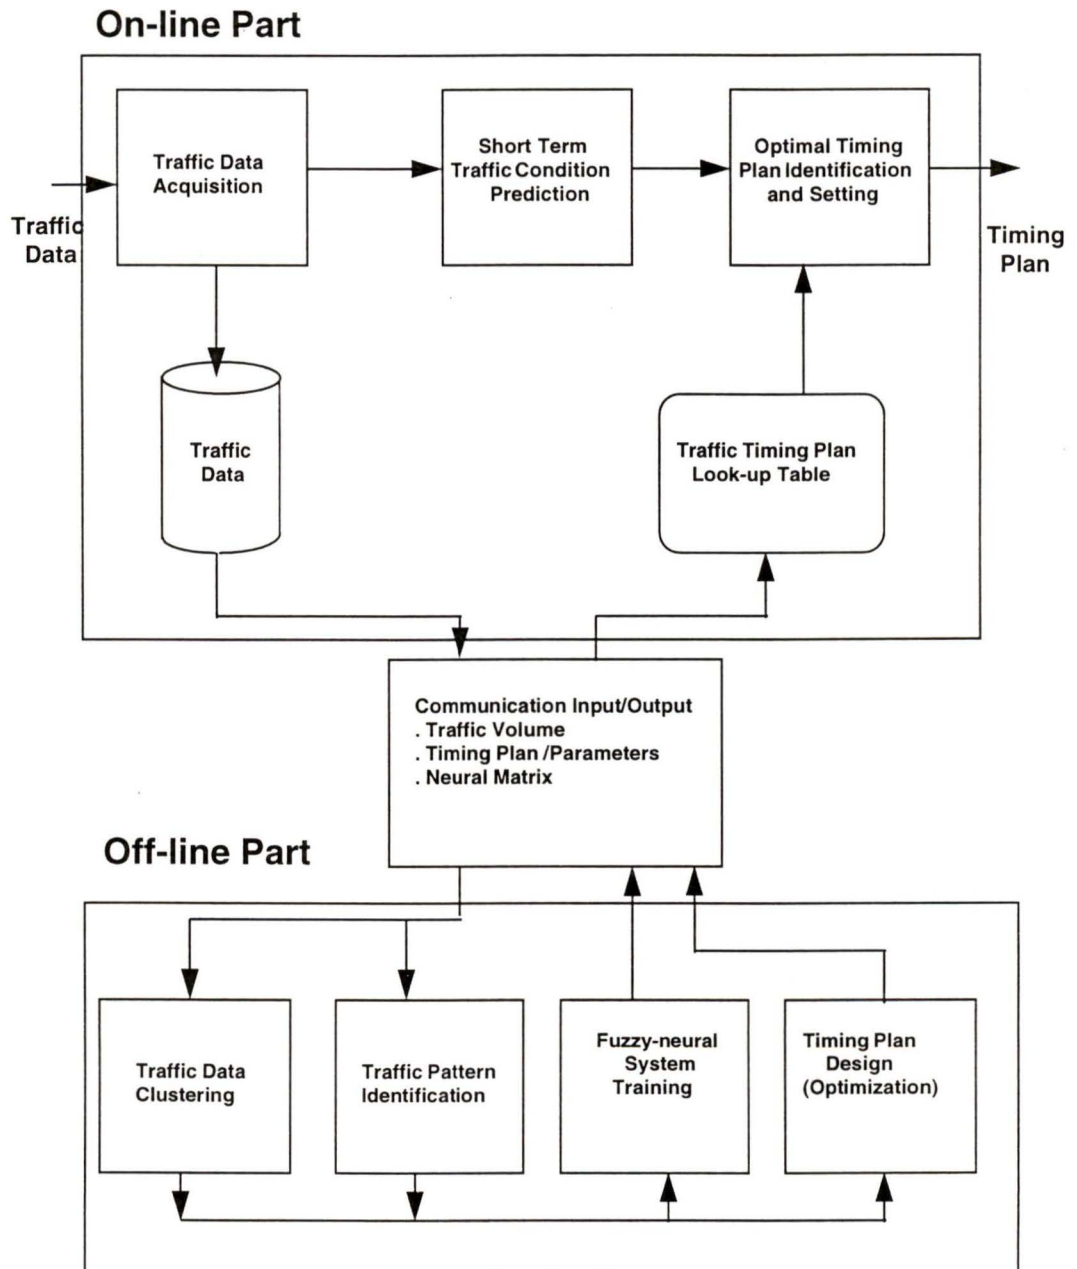 On-line Part
Traffic Data
Acquisition
Short Term
Traffic Condition
Prediction
Optimal Timing
Plan Identification
and Setting
Traffic
Data
Timing
Plan
Traffic
Data
Traffic Timing Plan
Look-up Table
Communication Input/Output
. Traffic Volume
. Timing Plan /Parameters
. Neural Matrix
Off-line Part
Traffic Data
Clustering
Traffic Pattern
Identification
Fuzzy-neural
System
Training
Timing Plan
Design
(Optimization)